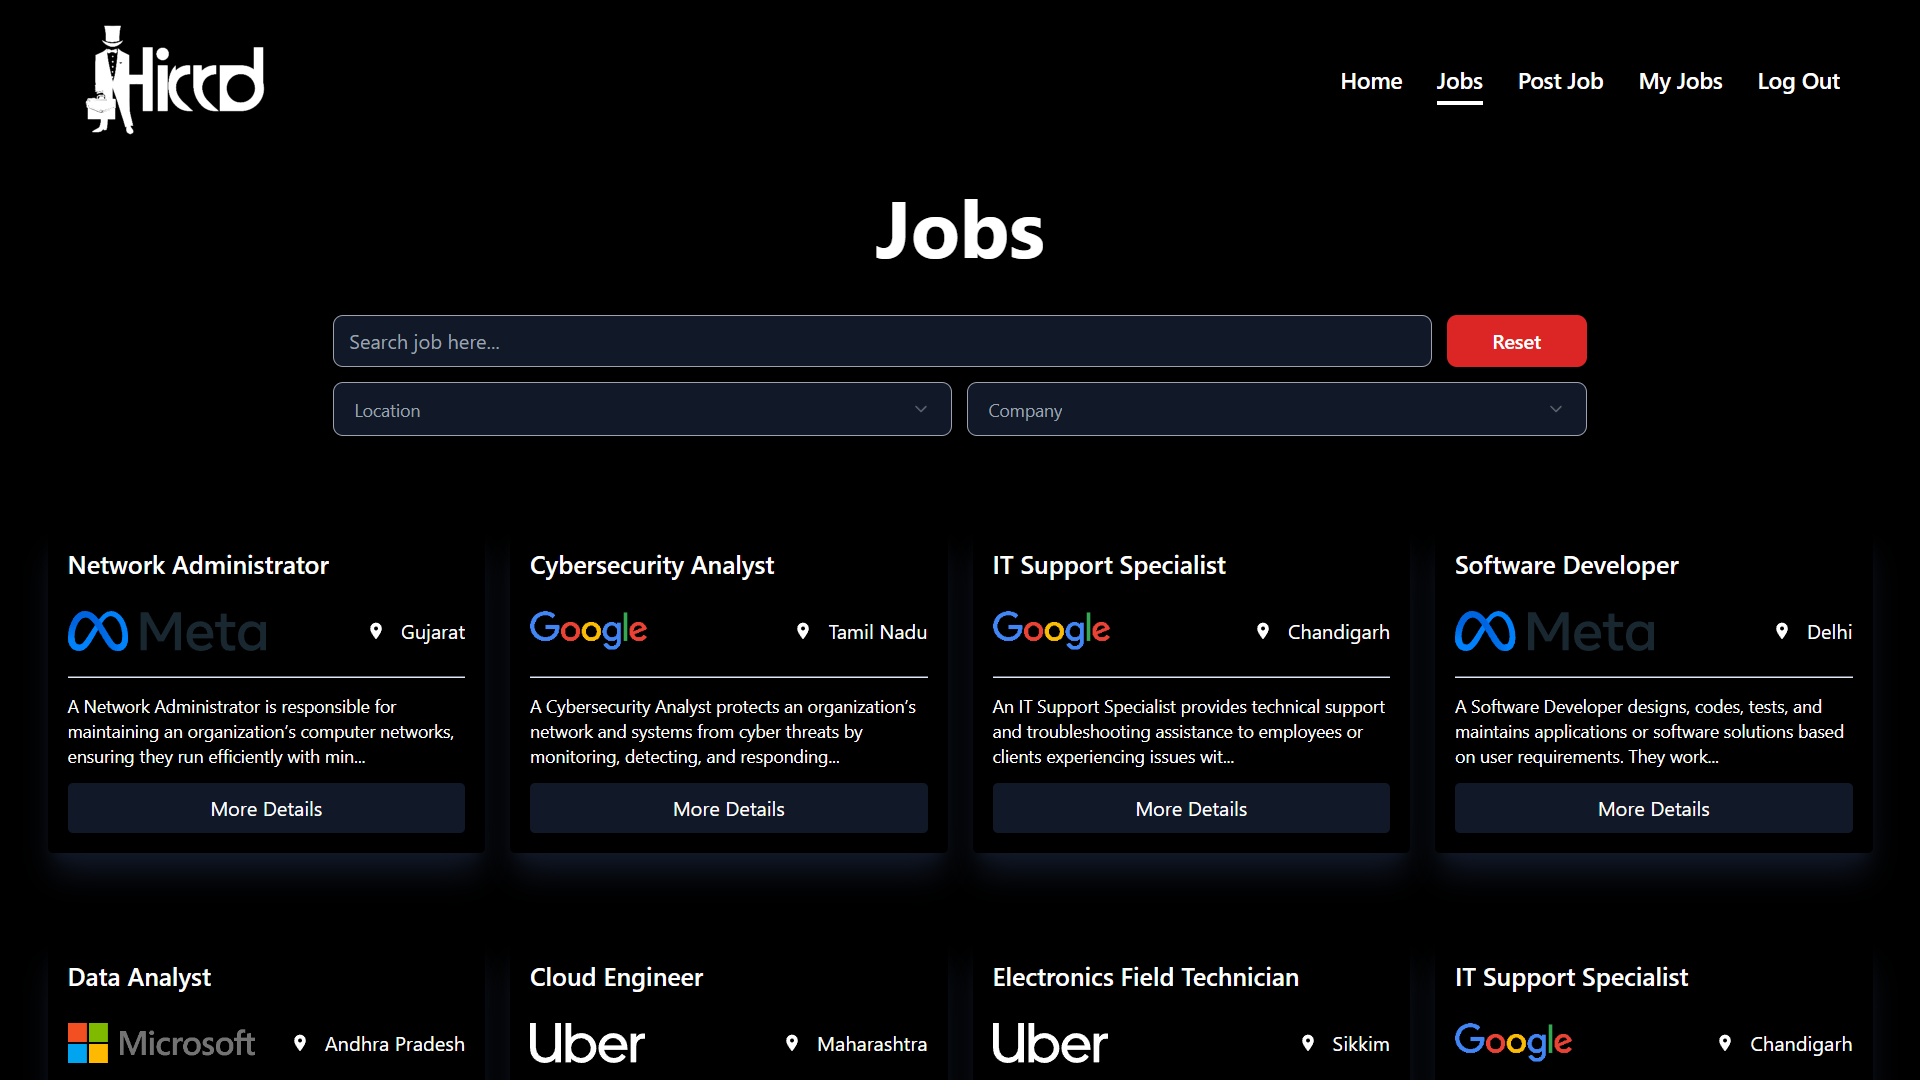 Hirrd
Home
Jobs
Post Job
My Jobs
Log Out
Jobs
Search job here...
Reset
Location
Company
Network Administrator
Meta
Gujarat
A Network Administrator is responsible for
maintaining an organization’s computer networks,
ensuring they run efficiently with min...
More Details
Cybersecurity Analyst
Google
Tamil Nadu
A Cybersecurity Analyst protects an organization’s
network and systems from cyber threats by
monitoring, detecting, and responding...
More Details
IT Support Specialist
Google
Chandigarh
An IT Support Specialist provides technical support
and troubleshooting assistance to employees or
clients experiencing issues wit...
More Details
Software Developer
Meta
Delhi
A Software Developer designs, codes, tests, and
maintains applications or software solutions based
on user requirements. They work...
More Details
Data Analyst
Microsoft
Andhra Pradesh
Cloud Engineer
Uber
Maharashtra
Electronics Field Technician
Uber
Sikkim
IT Support Specialist
Google
Chandigarh